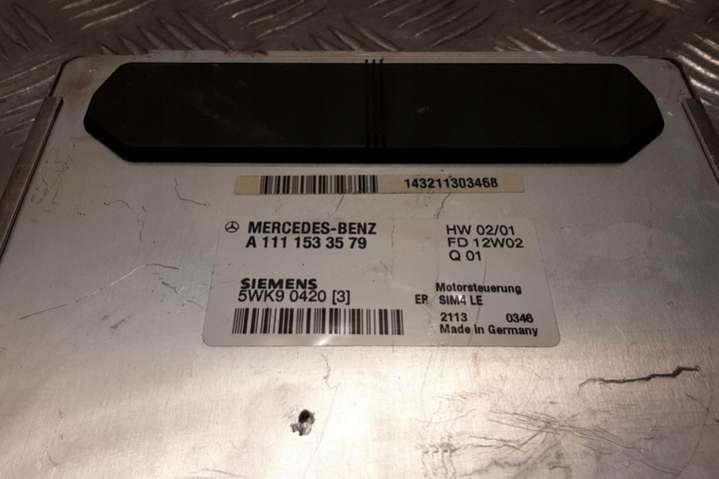 143211303468
MERCEDES-BENZ
A 111 153 35 79
HW 02/01
FD 12W02
Q 01
SIEMENS
5WK9 0420 [3]
Motorsteuerung
ER SIM4 LE
2113 0346
Made in Germany